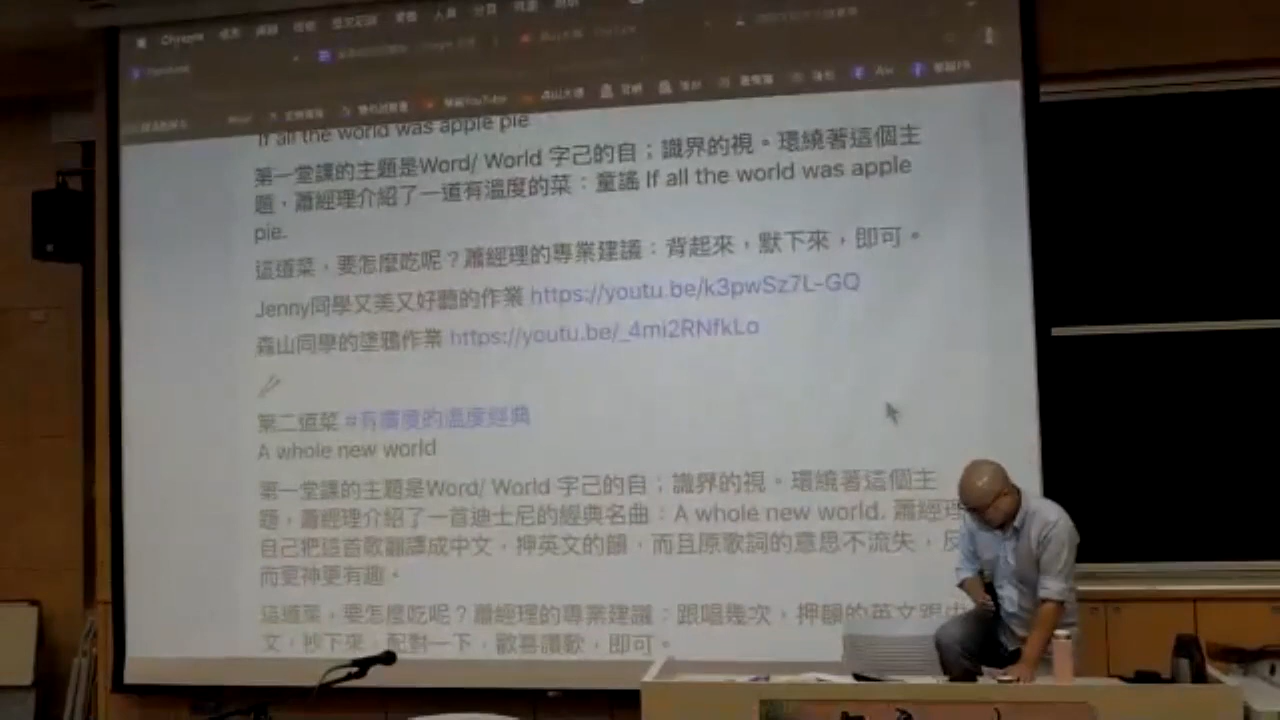 Chrome
華語YouTube
If all the world was apple pie
第一堂課的主題是Word/ World 字己的自；識界的視。環繞著這個主
題，蕭經理介紹了一道有溫度的菜：童謠 If all the world was apple
pie.
這道菜，要怎麼吃呢？蕭經理的專業建議：背起來，默下來，即可。
Jenny同學又美又好聽的作業 https://youtu.be/k3pwSz7L-GQ
森山同學的塗鴉作業 https://youtu.be/_4mi2RNfkLo
//
第二道菜 #有廣度的溫度經典
A whole new world
第一堂課的主題是Word/ World 字己的自；識界的視。環繞著這個主
題，蕭經理介紹了一首迪士尼的經典名曲：A whole new world. 蕭經理
自己把這首歌翻譯成中文，押英文的韻，而且原歌詞的意思不流失，反
而更神更有趣。
這道菜，要怎麼吃呢？蕭經理的專業建議：跟唱幾次，押韻的英文跟中
文，抄下來，配對一下，歡喜讚歎，即可。